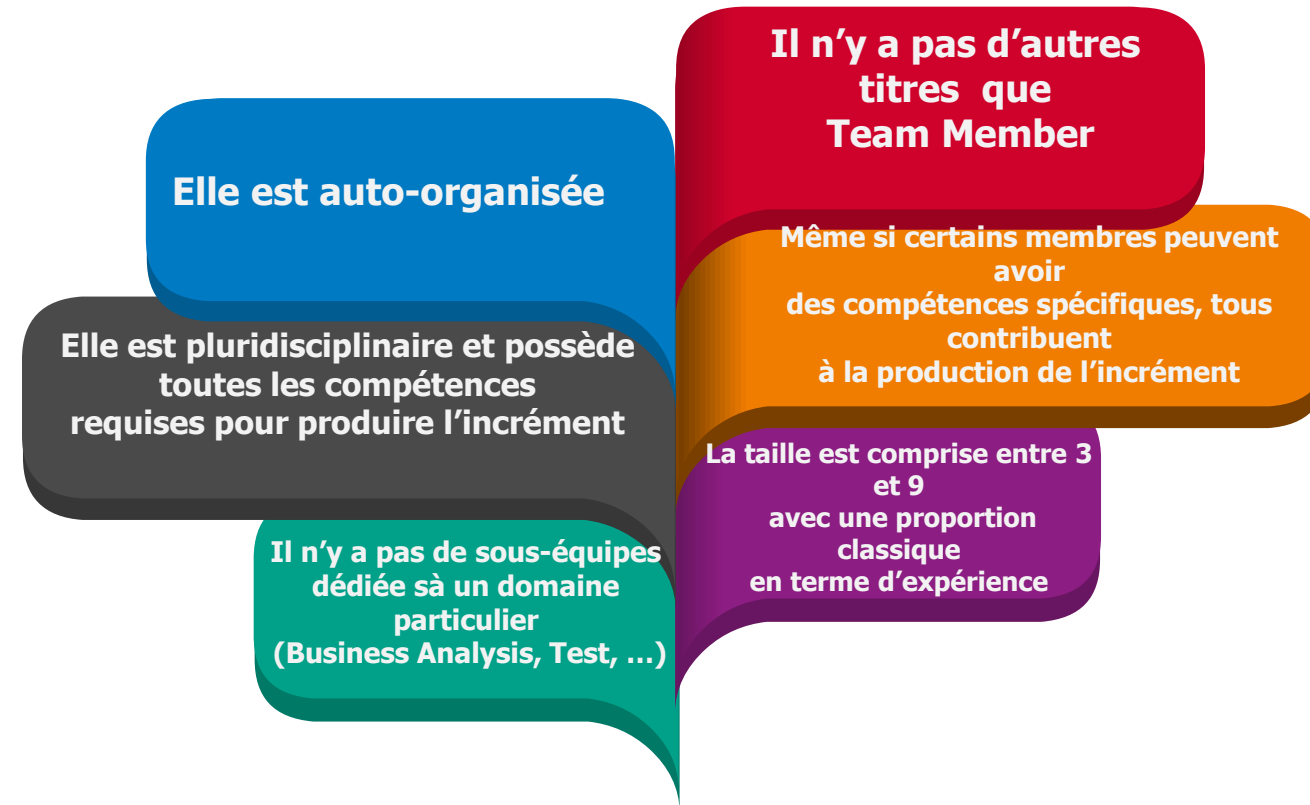 Il n’y a pas d’autres
titres que
Team Member
Elle est auto-organisée
Même si certains membres peuvent
avoir
des compétences spécifiques, tous
contribuent
à la production de l’incrément
Elle est pluridisciplinaire et possède
toutes les compétences
requises pour produire l’incrément
La taille est comprise entre 3
et 9
avec une proportion
classique
en terme d’expérience
Il n’y a pas de sous-équipes
dédiée sà un domaine
particulier
(Business Analysis, Test, ...)